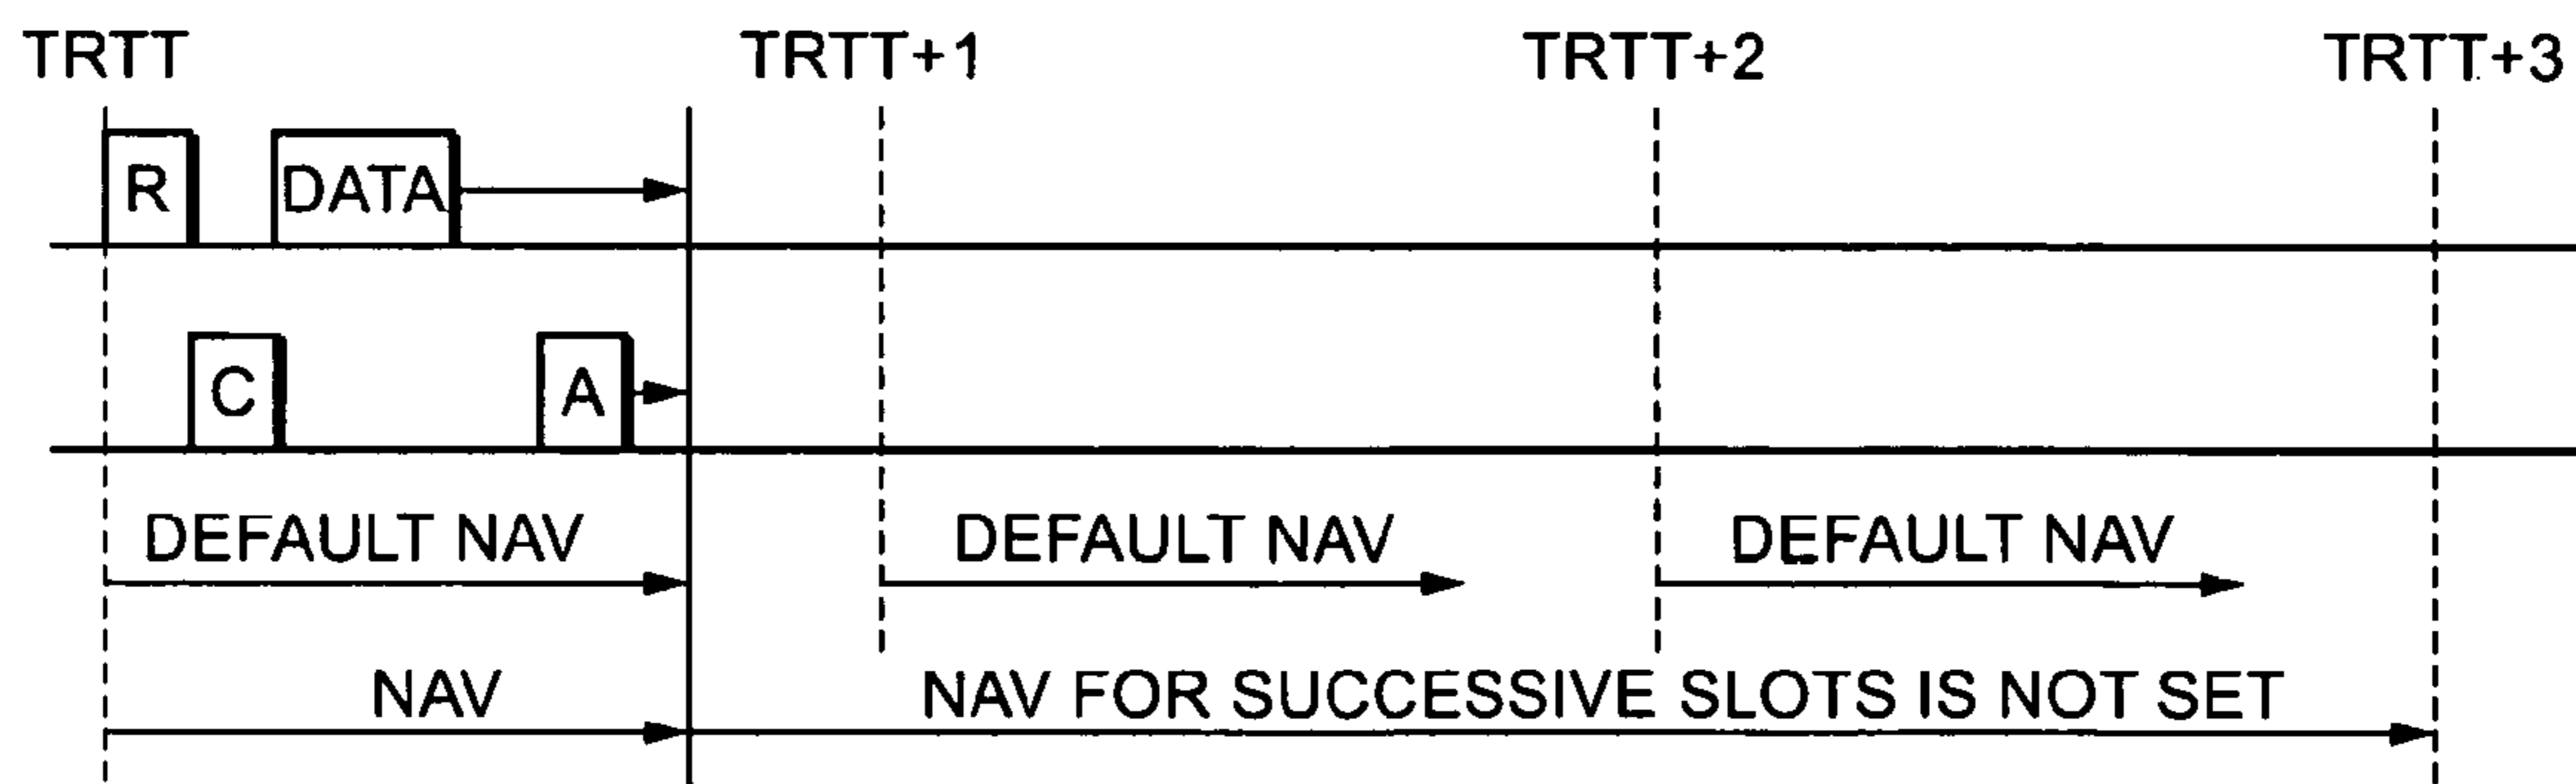 TRTT TRTT+1 TRTT+2 TRTT+3
R DATA
C A
DEFAULT NAV DEFAULT NAV DEFAULT NAV
NAV NAV FOR SUCCESSIVE SLOTS IS NOT SET